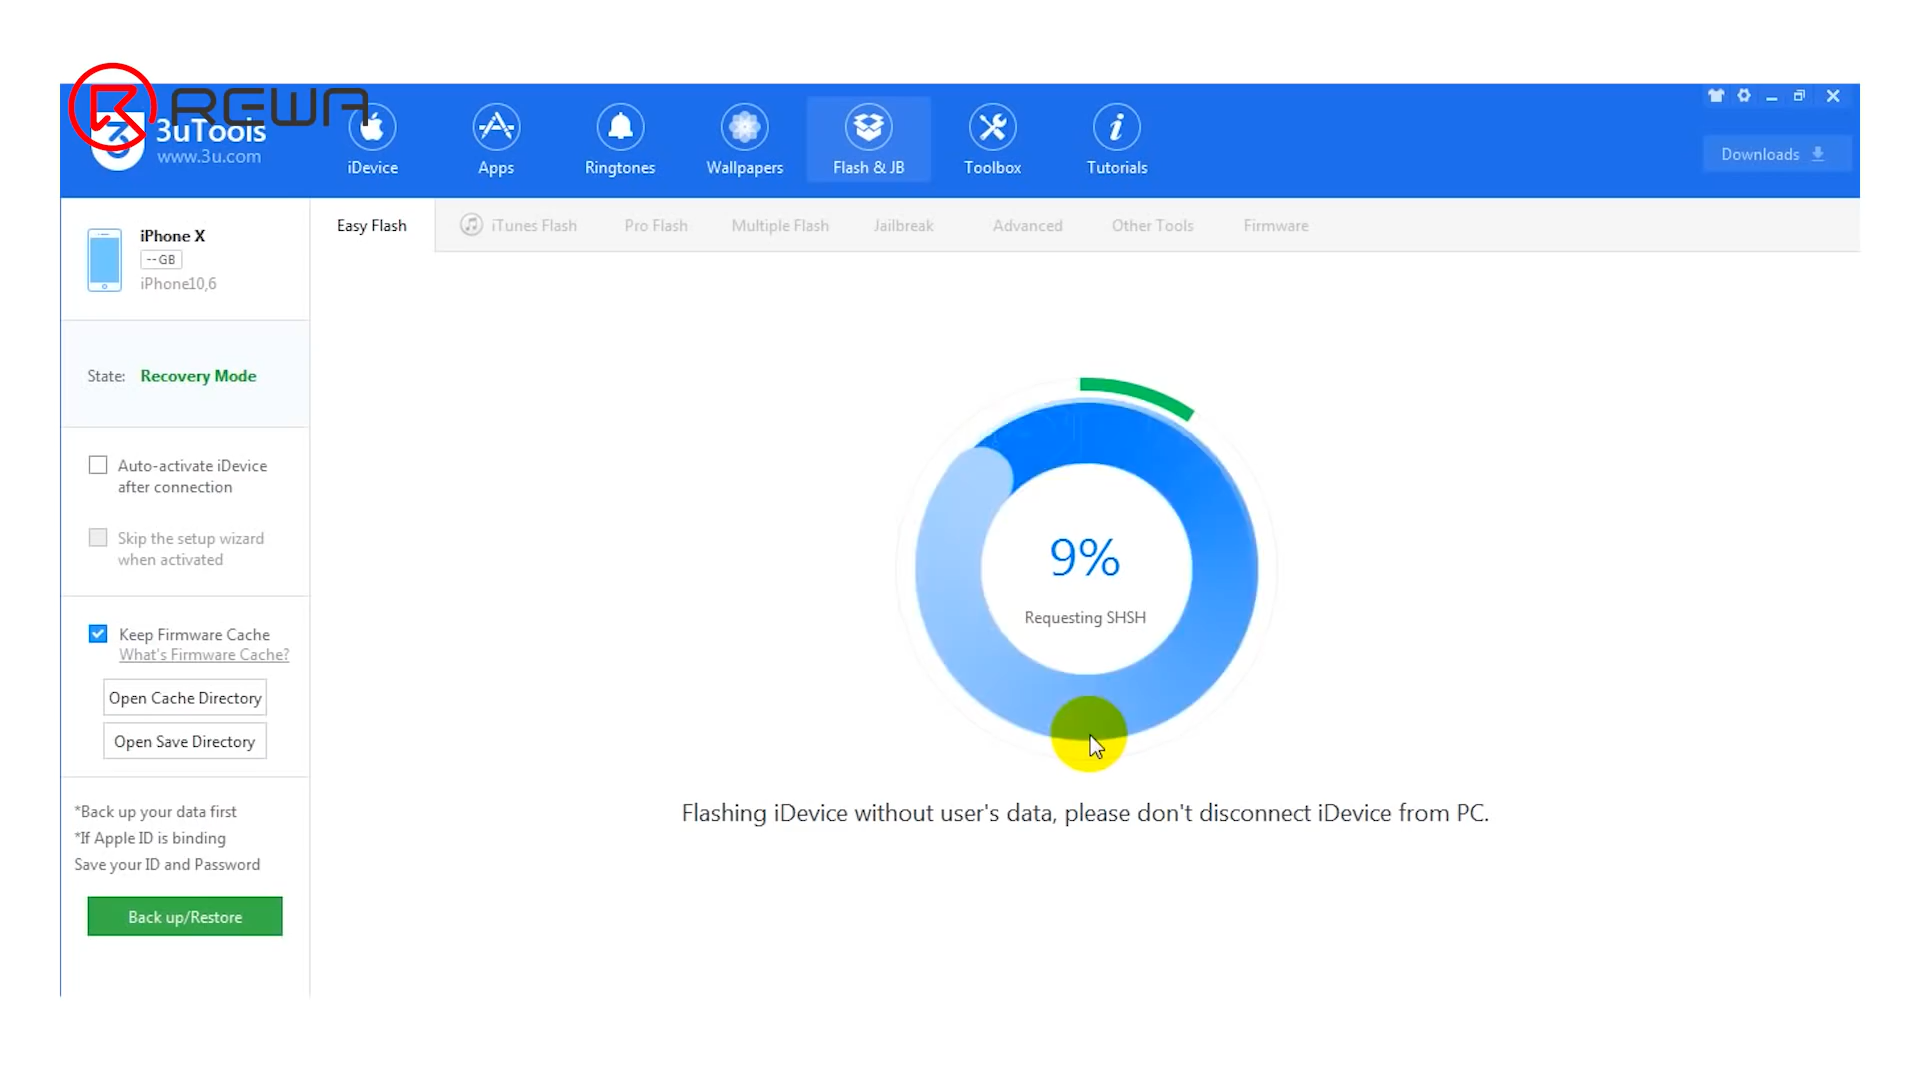 REWA
3uTools
www.3u.com
iDevice
Apps
Ringtones
Wallpapers
Flash & JB
Toolbox
Tutorials
Downloads
iPhone X
--GB
iPhone10,6
State: Recovery Mode
Auto-activate iDevice
after connection
Skip the setup wizard
when activated
Keep Firmware Cache
What's Firmware Cache?
Open Cache Directory
Open Save Directory
*Back up your data first
*If Apple ID is binding
Save your ID and Password
Back up/Restore
Easy Flash
iTunes Flash
Pro Flash
Multiple Flash
Jailbreak
Advanced
Other Tools
Firmware
9%
Requesting SHSH
Flashing iDevice without user's data, please don't disconnect iDevice from PC.